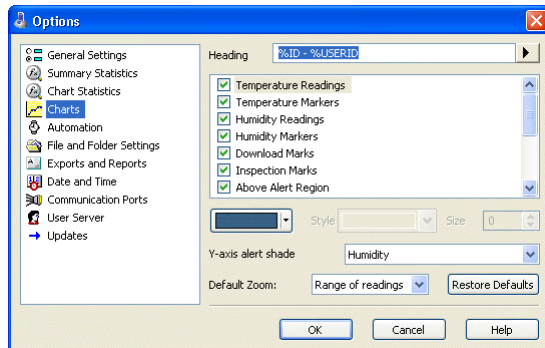 Options
General Settings
Summary Statistics
Chart Statistics
Charts
Automation
File and Folder Settings
Exports and Reports
Date and Time
Communication Ports
User Server
Updates
Heading %ID - %USERID
Temperature Readings
Temperature Markers
Humidity Readings
Humidity Markers
Download Marks
Inspection Marks
Above Alert Region
Style Size 0
Y-axis alert shade Humidity
Default Zoom: Range of readings Restore Defaults
OK Cancel Help